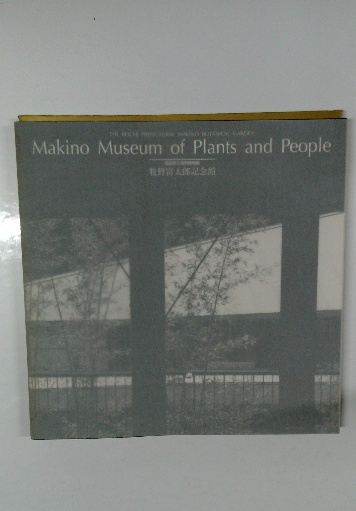 THE KOCHI PREFECTURAL MAKINO BOTANICAL GARDEN
Makino Museum of Plants and People
牧野富太郎記念館